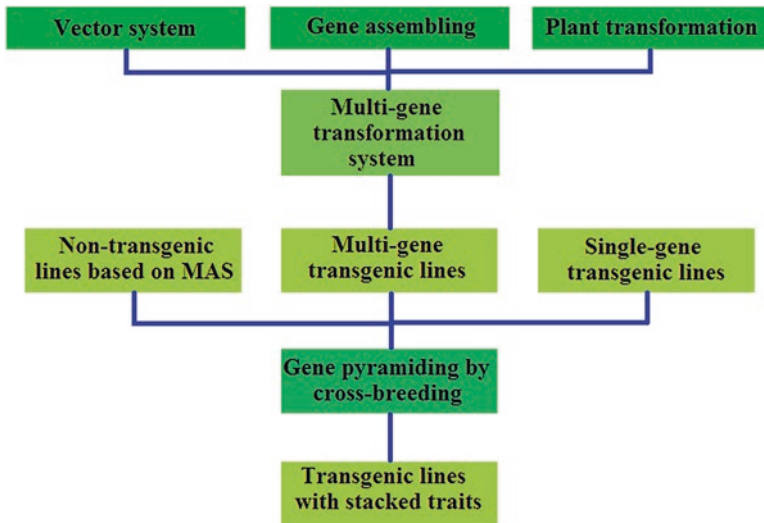 Vector system
Gene assembling
Plant transformation
Multi-gene
transformation
system
Non-transgenic
lines based on MAS
Multi-gene
transgenic lines
Single-gene
transgenic lines
Gene pyramiding by
cross-breeding
Transgenic lines
with stacked traits